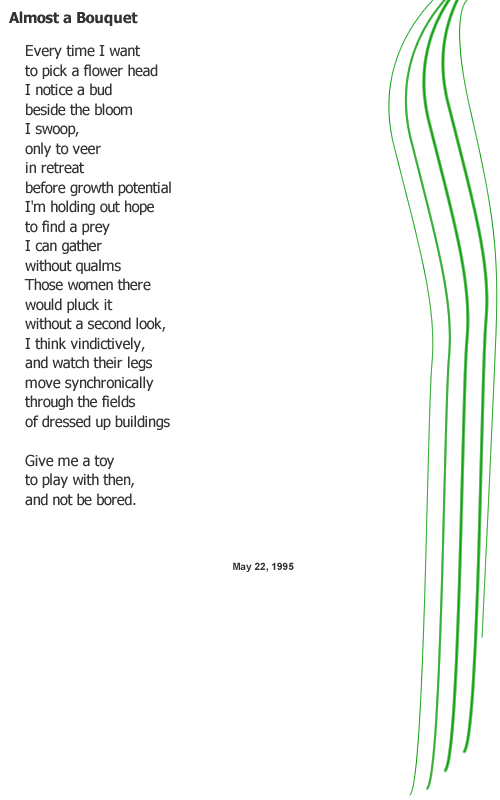 Almost a Bouquet
Every time I want
to pick a flower head
I notice a bud
beside the bloom
I swoop,
only to veer
in retreat
before growth potential
I'm holding out hope
to find a prey
I can gather
without qualms
Those women there
would pluck it
without a second look,
I think vindictively,
and watch their legs
move synchronically
through the fields
of dressed up buildings
Give me a toy
to play with then,
and not be bored.
May 22, 1995